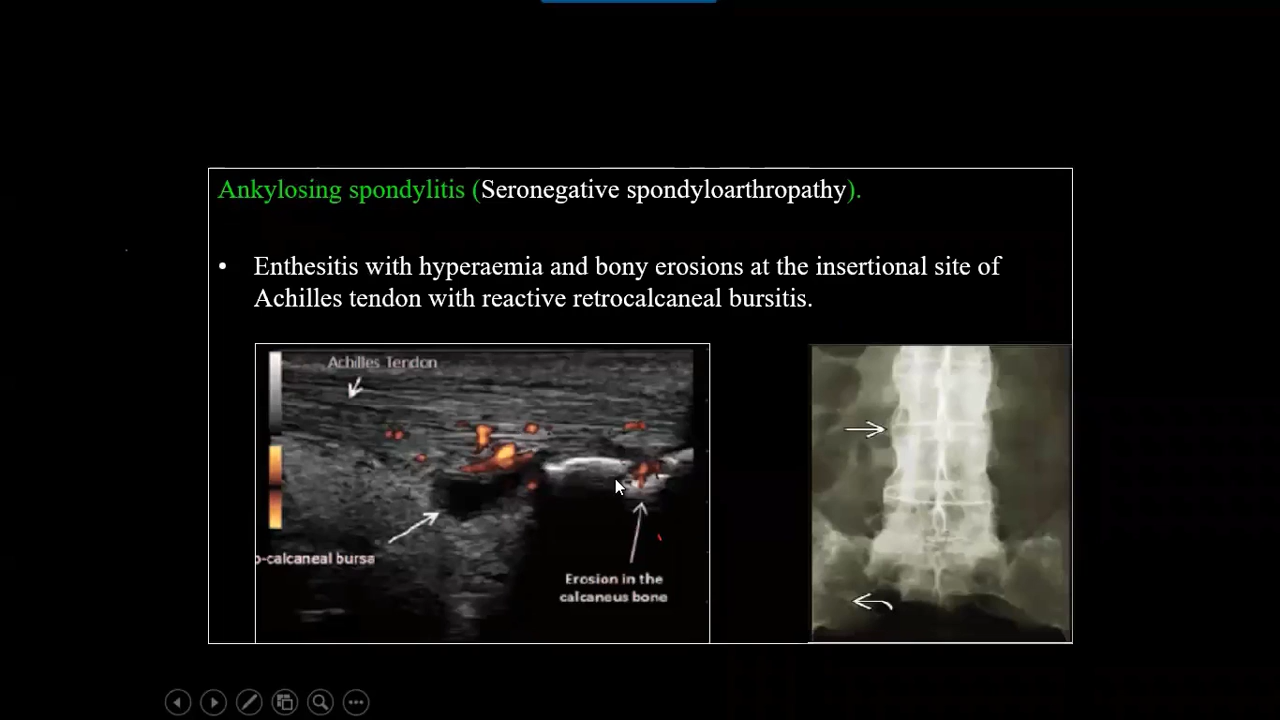 Ankylosing spondylitis (Seronegative spondyloarthropathy).
• Enthesitis with hyperaemia and bony erosions at the insertional site of
Achilles tendon with reactive retrocalcaneal bursitis.
Achilles Tendon
o-calcaneal bursa
Erosion in the
calcaneus bone